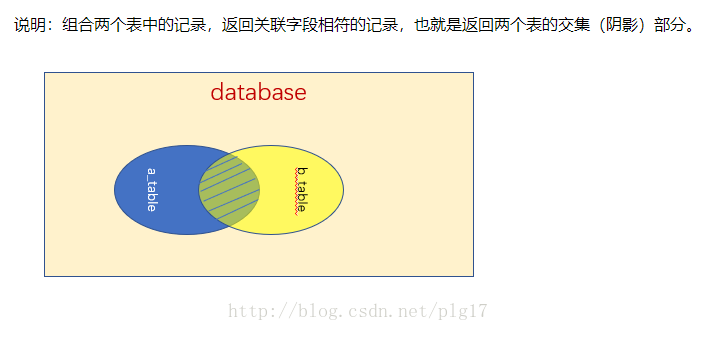 说明：组合两个表中的记录，返回关联字段相符的记录，也就是返回两个表的交集（阴影）部分。
database
a_table
b_table
http://blog.csdn.net/plg17